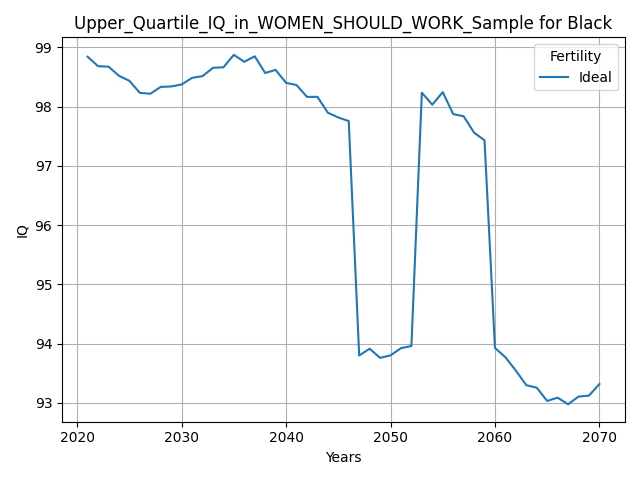 Upper_Quartile_IQ_in_WOMEN_SHOULD_WORK_Sample for Black
Fertility
Ideal
99
98
97
96
95
94
93
IQ
2020 2030 2040 2050 2060 2070
Years